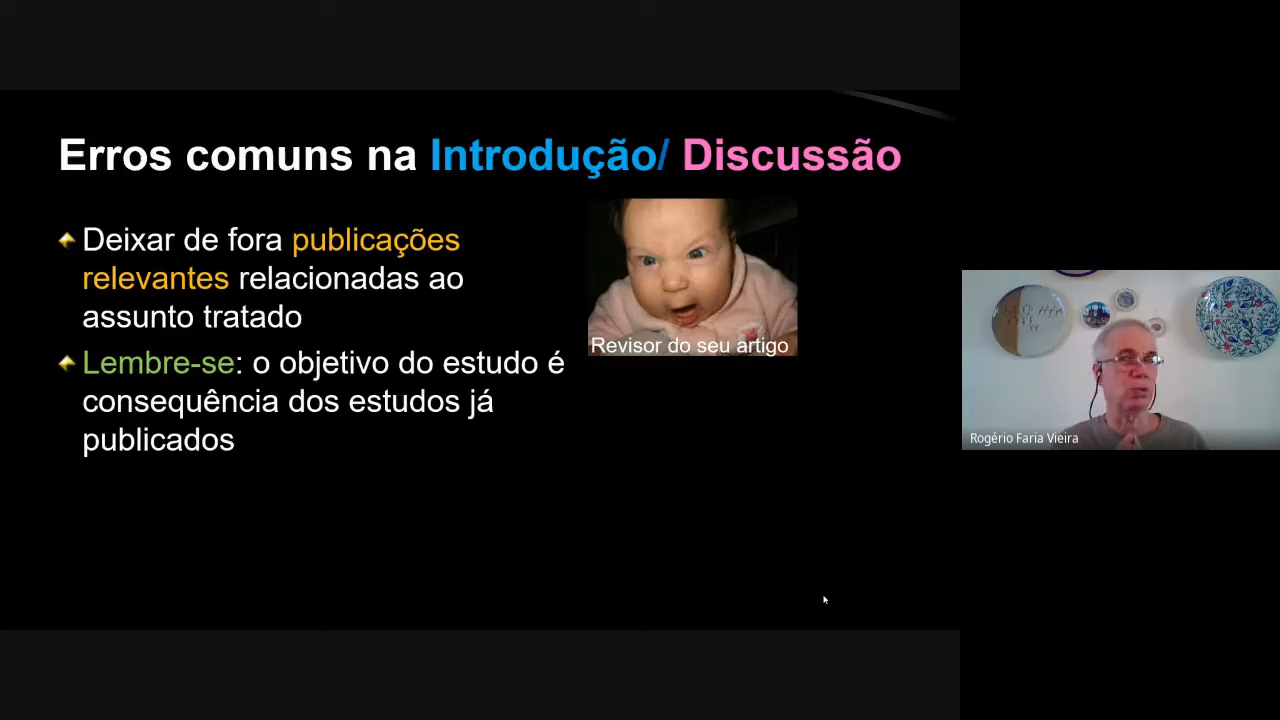 Erros comuns na Introdução/ Discussão
Deixar de fora publicações
relevantes relacionadas ao
assunto tratado
Lembre-se: o objetivo do estudo é
consequência dos estudos já
publicados
Revisor do seu artigo
Rogério Faria Vieira